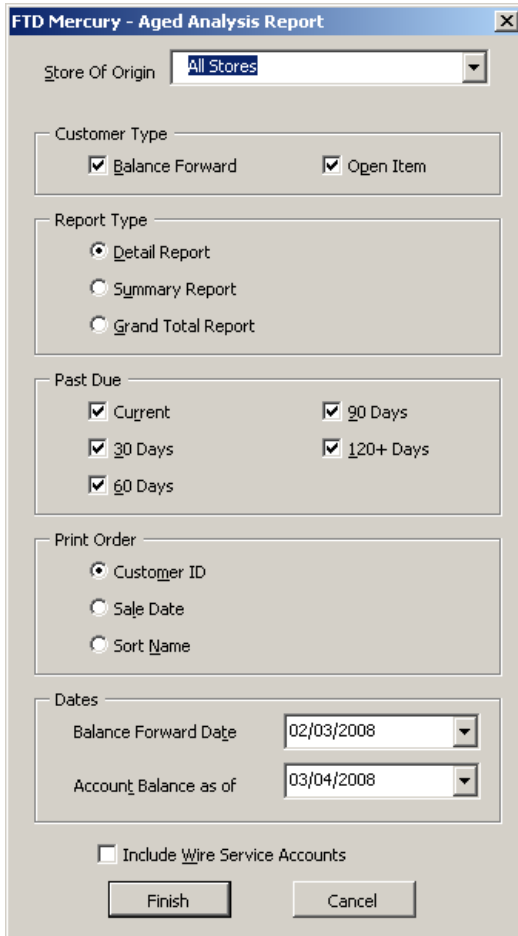 FTD Mercury - Aged Analysis Report
Store Of Origin All Stores
Customer Type
Balance Forward Open Item
Report Type
Detail Report
Summary Report
Grand Total Report
Past Due
Current 90 Days
30 Days 120+ Days
60 Days
Print Order
Customer ID
Sale Date
Sort Name
Dates
Balance Forward Date 02/03/2008
Account Balance as of 03/04/2008
Include Wire Service Accounts
Finish Cancel